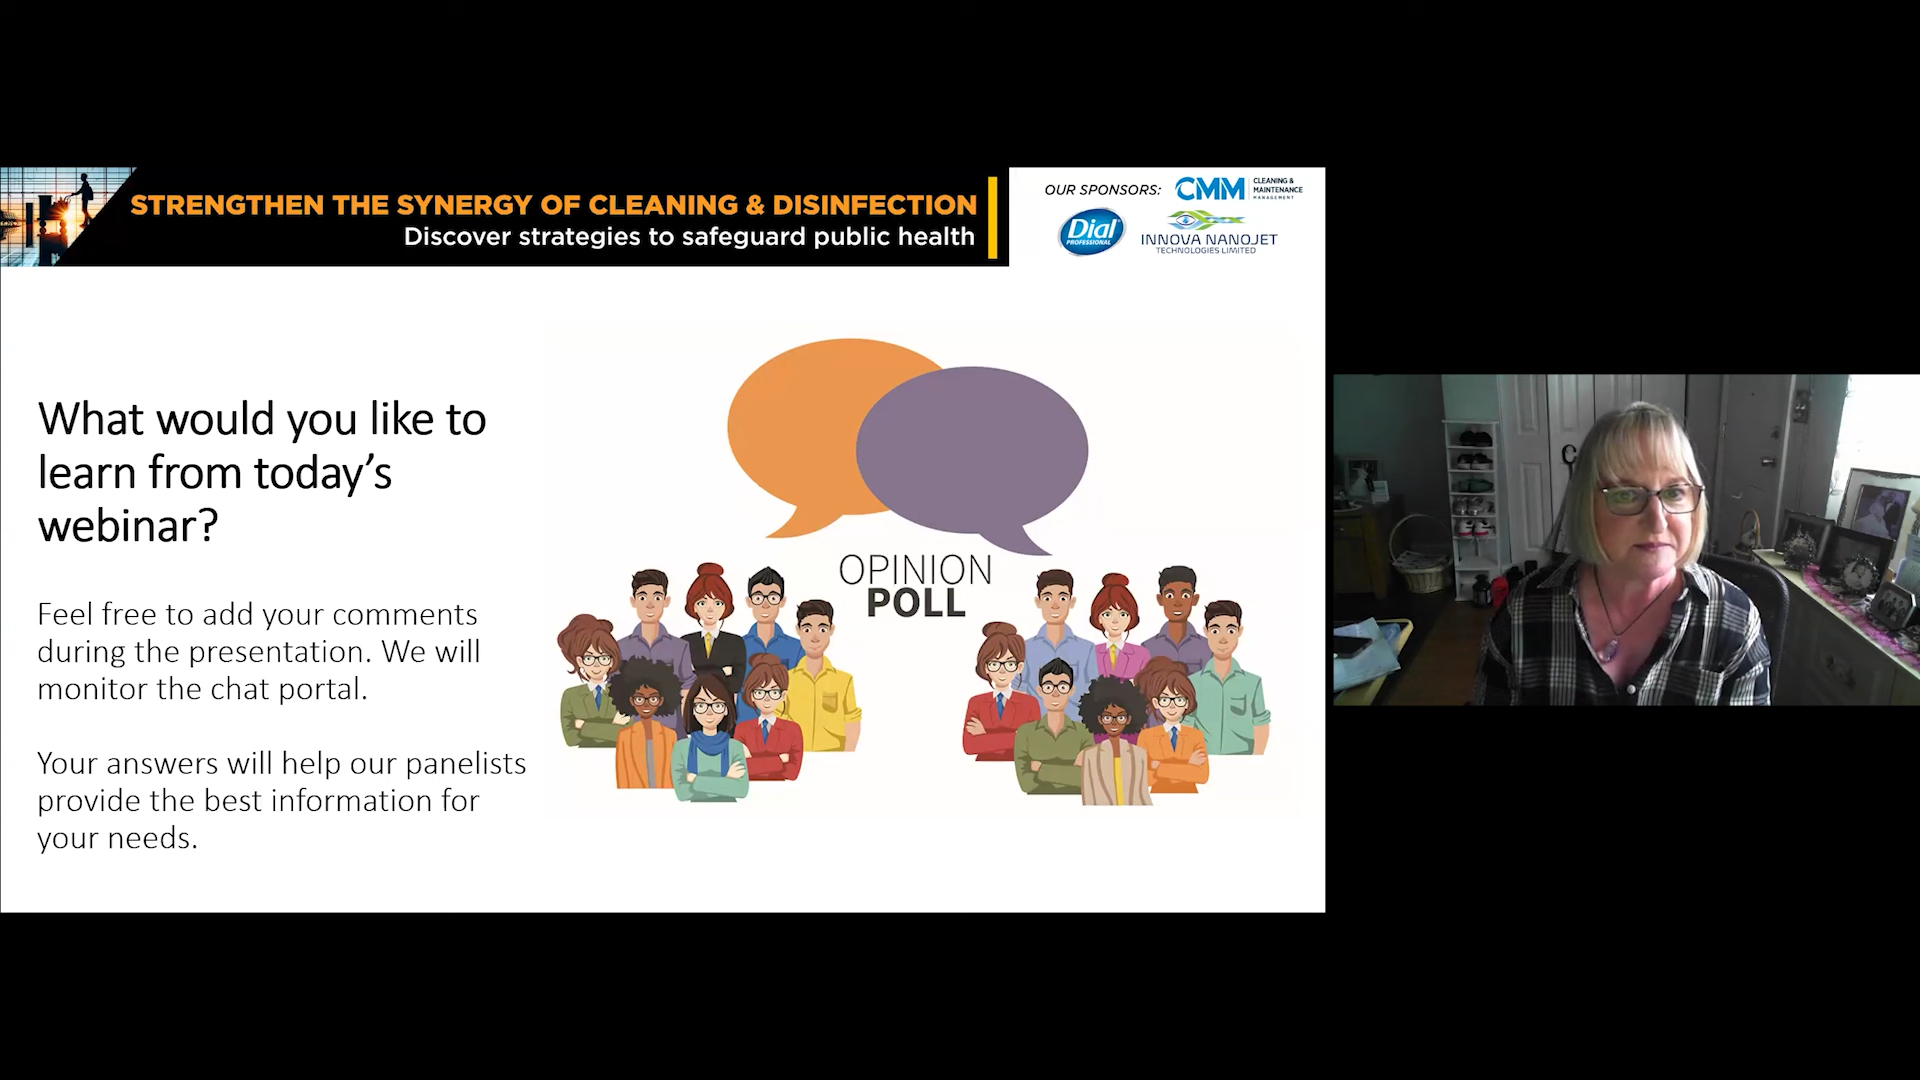 STRENGTHEN THE SYNERGY OF CLEANING & DISINFECTION
Discover strategies to safeguard public health
OUR SPONSORS:
CMM
CLEANING &
MAINTENANCE
MANAGEMENT
Dial
PROFESSIONAL
INNOVA NANOJET
TECHNOLOGIES LIMITED
What would you like to
learn from today’s
webinar?
Feel free to add your comments
during the presentation. We will
monitor the chat portal.
Your answers will help our panelists
provide the best information for
your needs.
OPINION
POLL